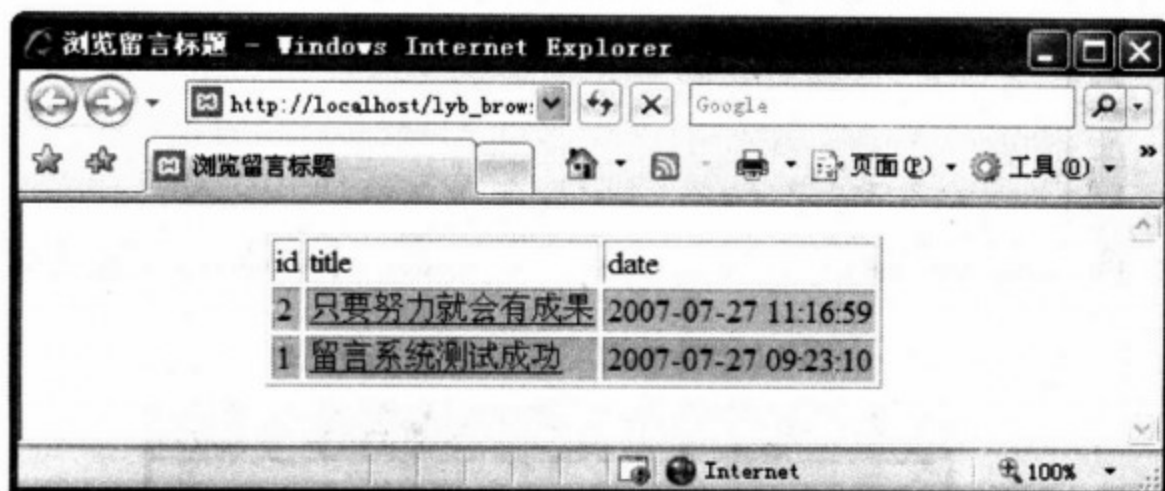 浏览留言标题 - Windows Internet Explorer
http://localhost/lyb_brow: Google
浏览留言标题 页面(P) 工具(O) »
id title date
2 只要努力就会有成果 2007-07-27 11:16:59
1 留言系统测试成功 2007-07-27 09:23:10
Internet 100%